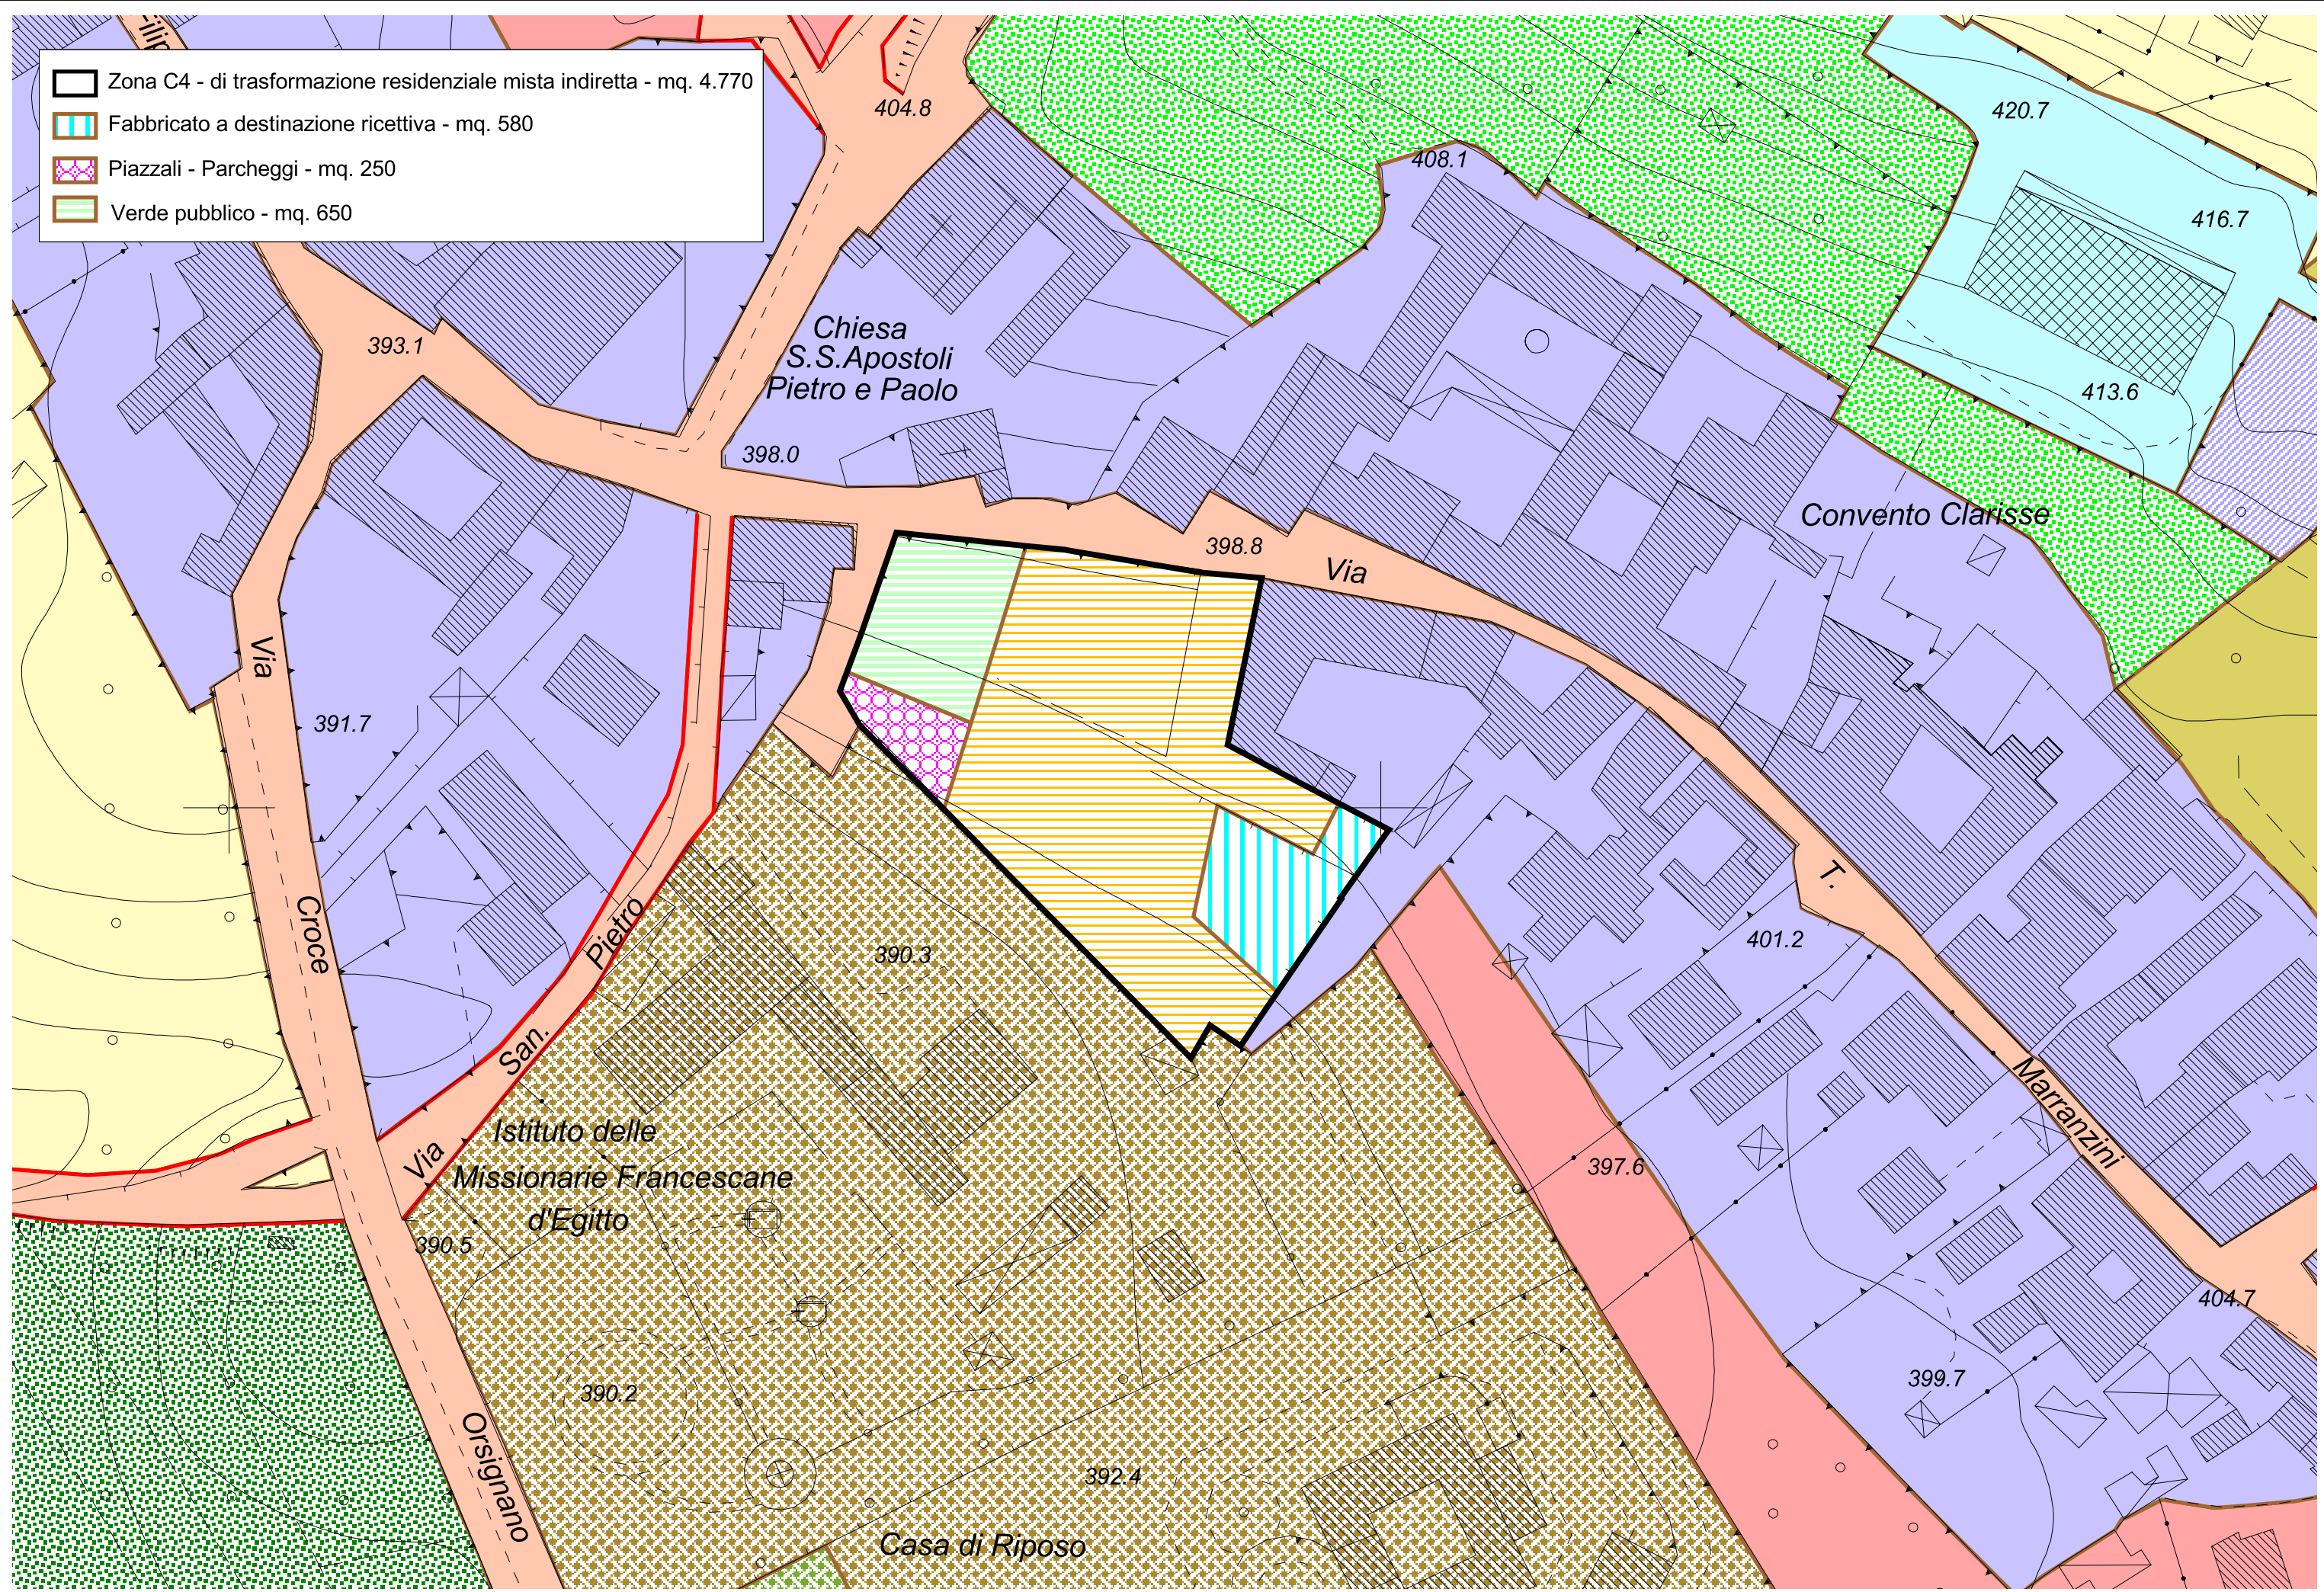 Zona C4 - di trasformazione residenziale mista indiretta - mq. 4.770
Fabbricato a destinazione ricettiva - mq. 580
Piazzali - Parcheggi - mq. 250
Verde pubblico - mq. 650
404.8
408.1
420.7
416.7
413.6
393.1
Chiesa
S.S.Apostoli
Pietro e Paolo
398.0
Convento Clarisse
398.8
Via
T.
Marranzini
Via
Croce
Orsignano
391.7
390.3
401.2
Via
San.
Pietro
Istituto delle
Missionarie Francescane
d'Egitto
390.5
397.6
404.7
399.7
390.2
392.4
Casa di Riposo